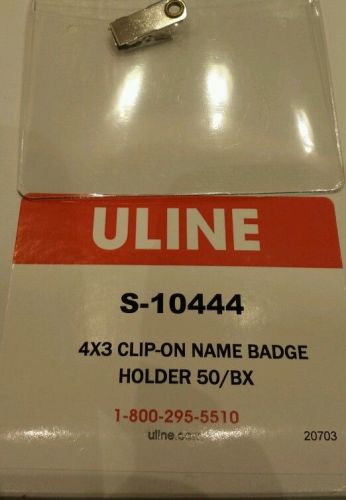 ULINE
S-10444
4X3 CLIP-ON NAME BADGE
HOLDER 50/BX
1-800-295-5510
uline.com
20703